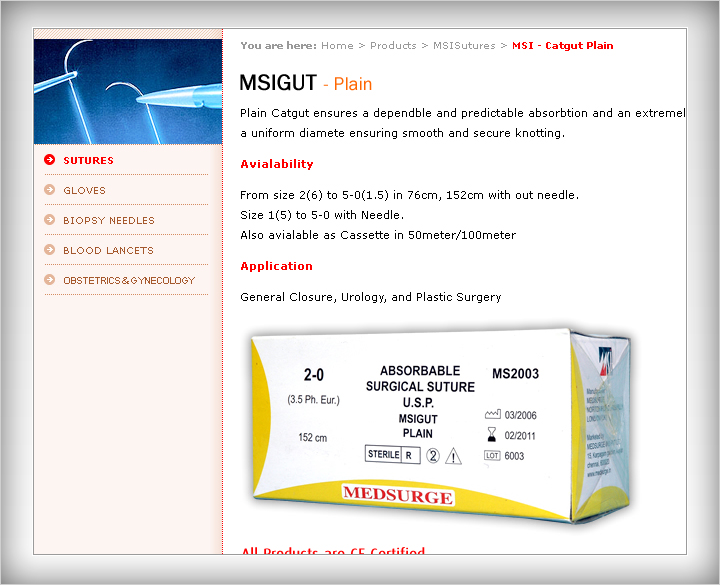 You are here: Home > Products > MSISutures > MSI - Catgut Plain
MSIGUT - Plain
Plain Catgut ensures a dependble and predictable absorbtion and an extremel
a uniform diamete ensuring smooth and secure knotting.
Avialability
From size 2(6) to 5-0(1.5) in 76cm, 152cm with out needle.
Size 1(5) to 5-0 with Needle.
Also avialable as Cassette in 50meter/100meter
Application
General Closure, Urology, and Plastic Surgery
SUTURES
GLOVES
BIOPSY NEEDLES
BLOOD LANCETS
OBSTETRICS & GYNECOLOGY
2-0
(3.5 Ph. Eur.)
152 cm
ABSORBABLE
SURGICAL SUTURE
U.S.P.
MSIGUT
PLAIN
STERILE R
2
MS2003
03/2006
02/2011
LOT 6003
MEDSURGE
Marketed by
All Products are CE Certified